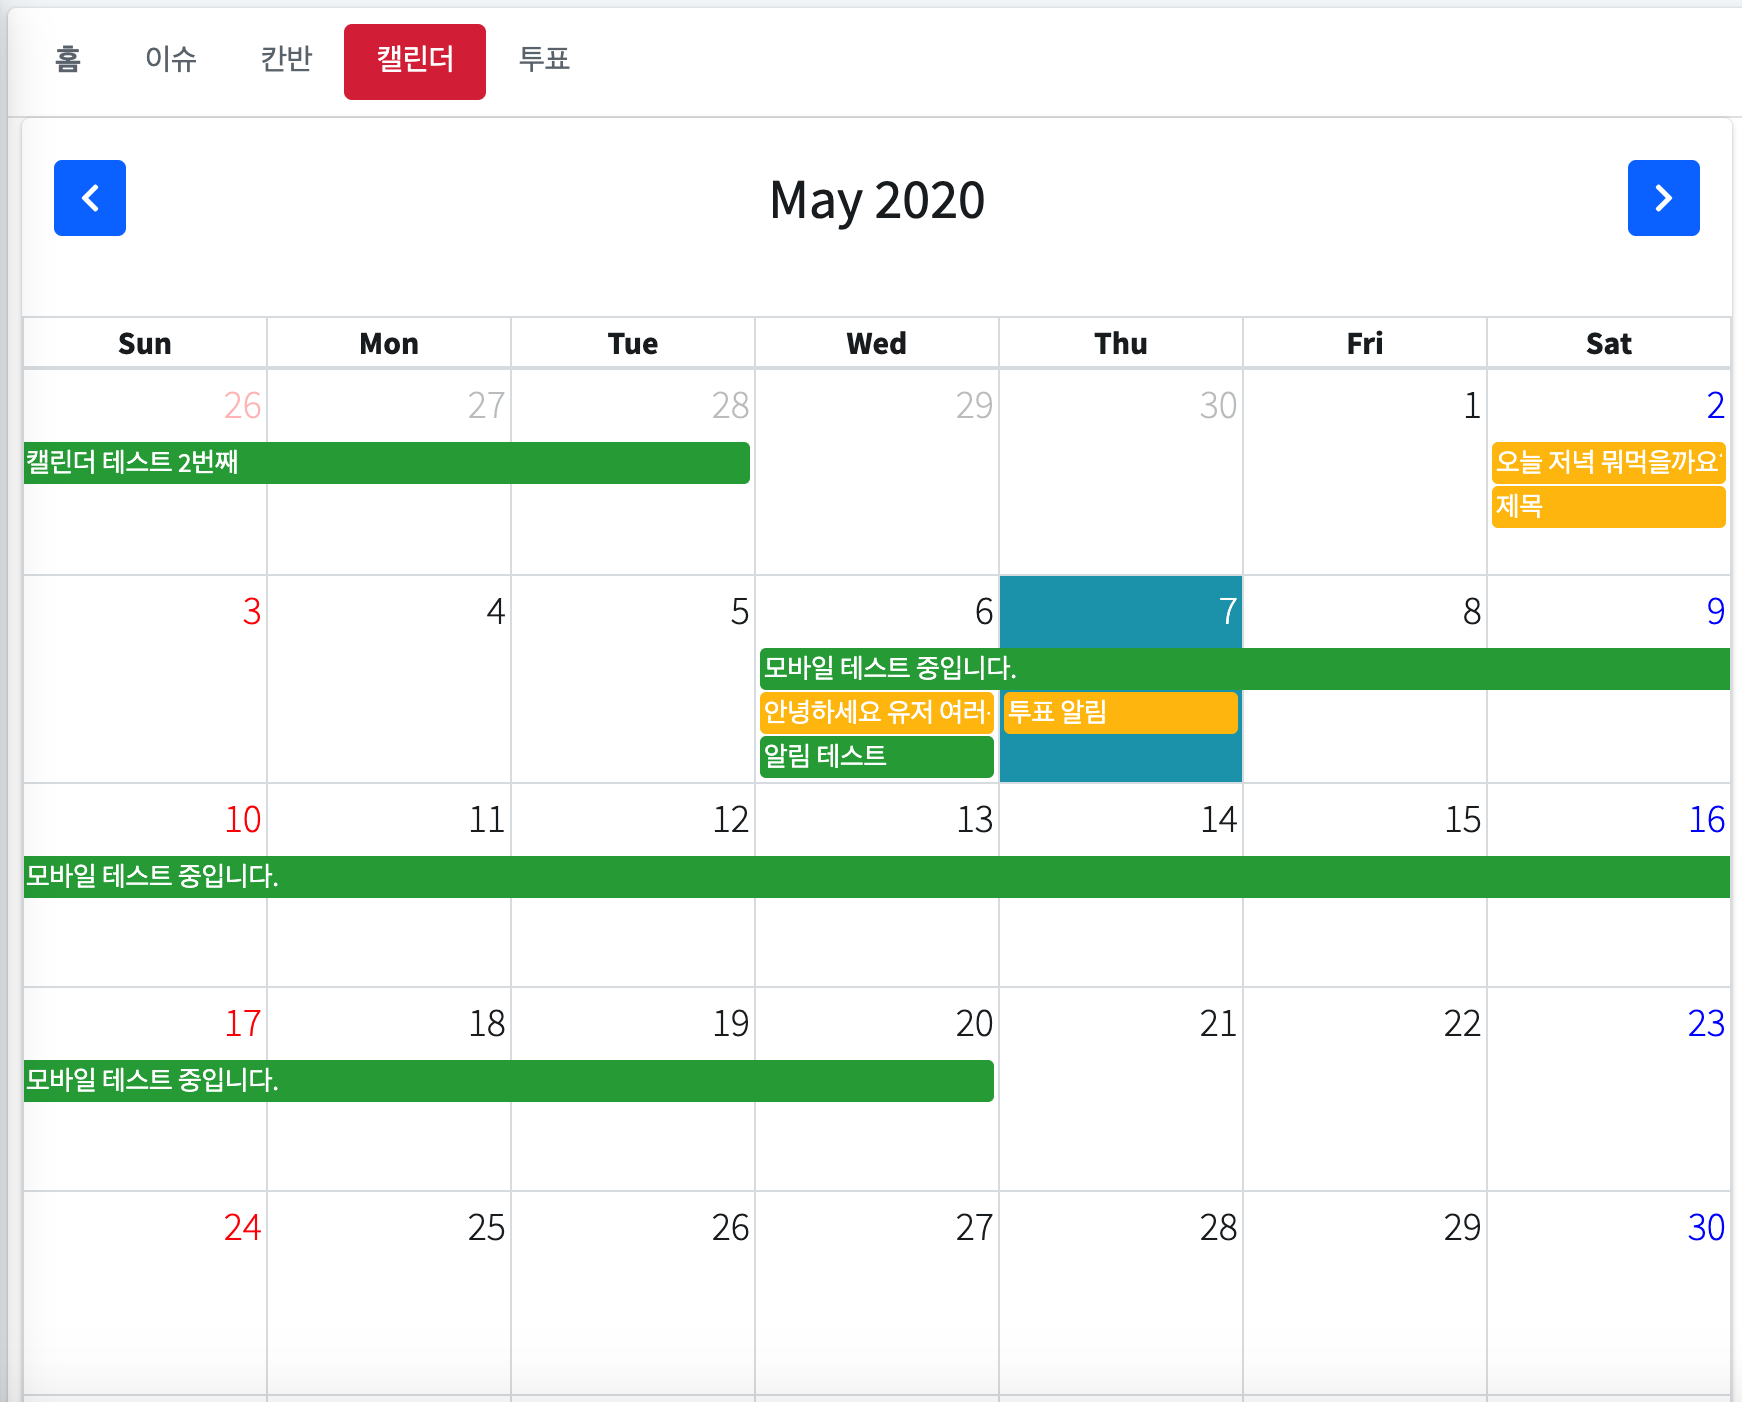 홈 이슈 칸반 캘린더 투표
May 2020
Sun Mon Tue Wed Thu Fri Sat
26 27 28 29 30 1 2
캘린더 테스트 2번째 오늘 저녁 뭐먹을까요
제목
3 4 5 6 7 8 9
모바일 테스트 중입니다.
안녕하세요 유저 여러 투표 알림
알림 테스트
10 11 12 13 14 15 16
모바일 테스트 중입니다.
17 18 19 20 21 22 23
모바일 테스트 중입니다.
24 25 26 27 28 29 30